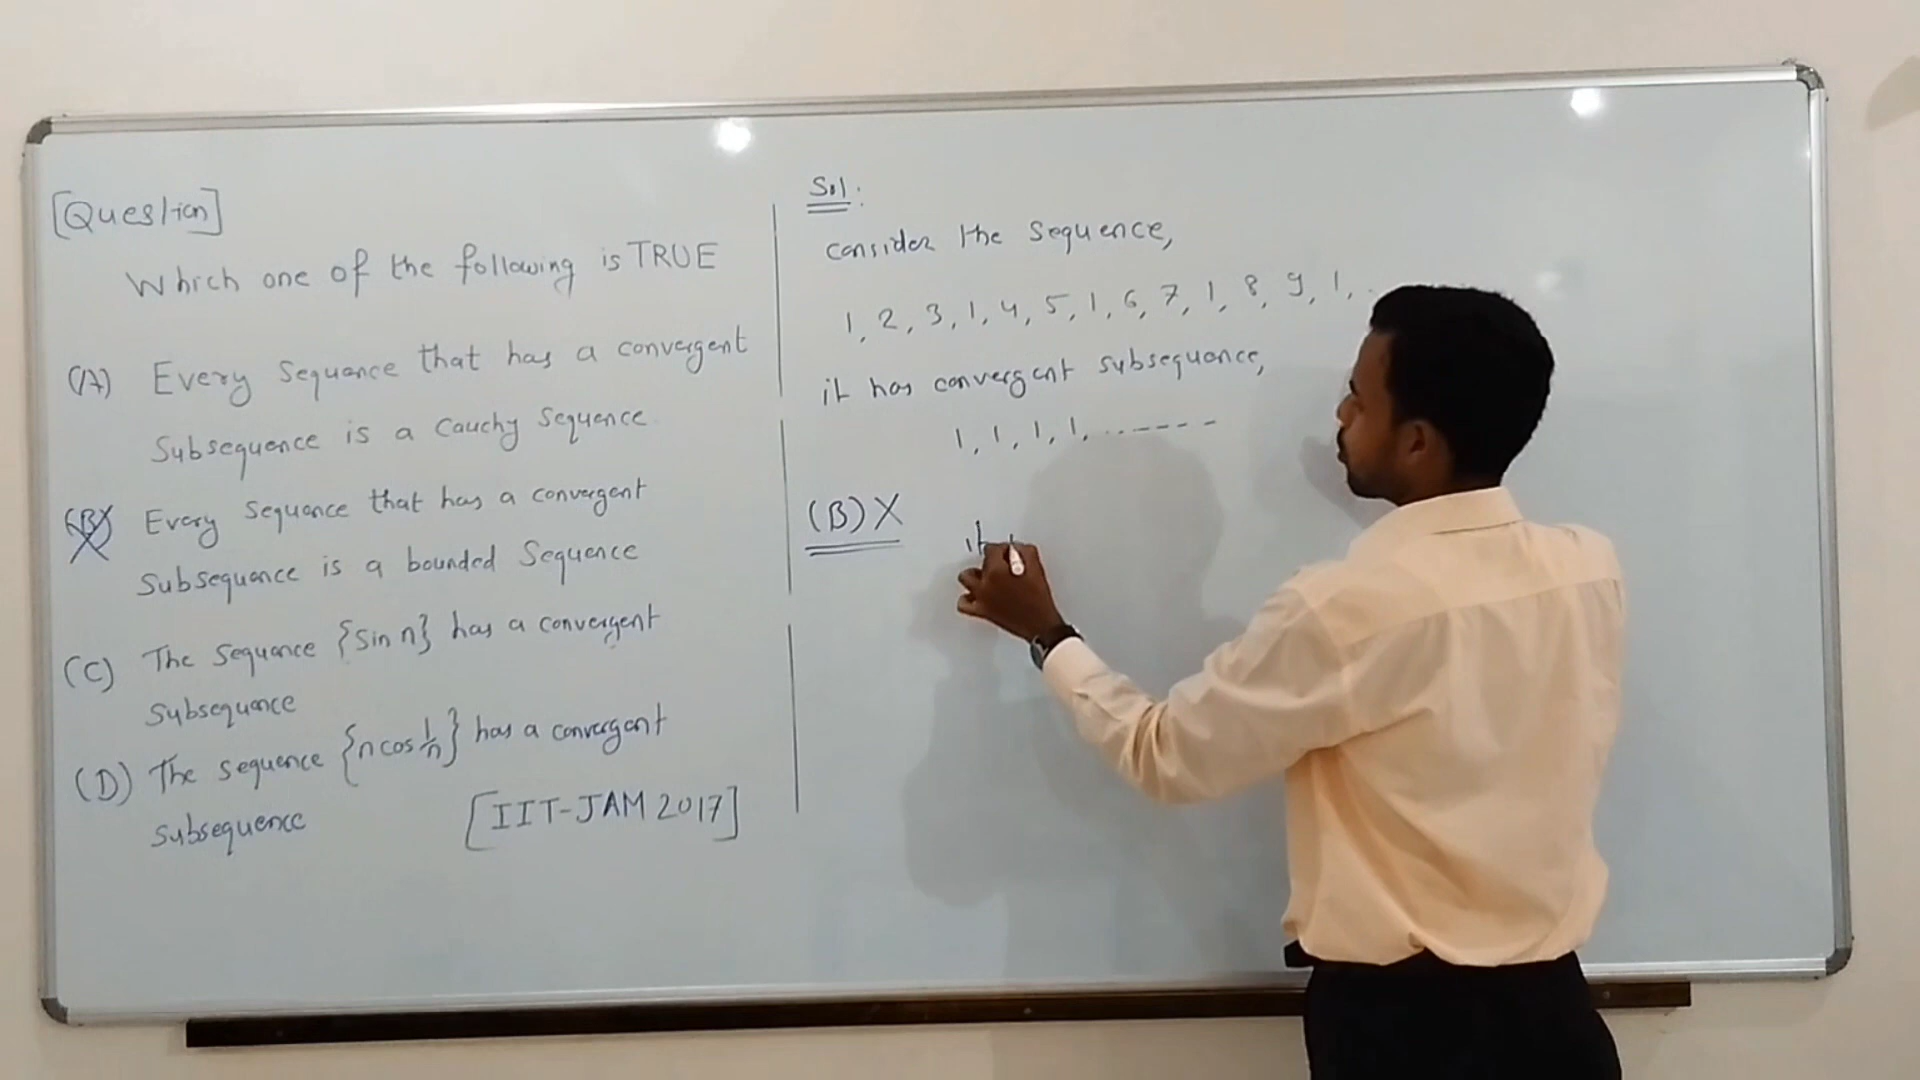 [Question]
Which one of the following is TRUE
(A) Every Sequence that has a convergent
Subsequence is a Cauchy Sequence
(B) Every Sequence that has a convergent
Subsequence is a bounded Sequence
(C) The Sequence {Sin n} has a convergent
Subsequence
(D) The sequence {n cos 1/n} has a convergent
subsequence
[IIT-JAM 2017]
Sol:
consider the Sequence,
1, 2, 3, 1, 4, 5, 1, 6, 7, 1, 8, 9, 1, ..
it has convergent subsequence,
1, 1, 1, 1, ..-----
(B) X it